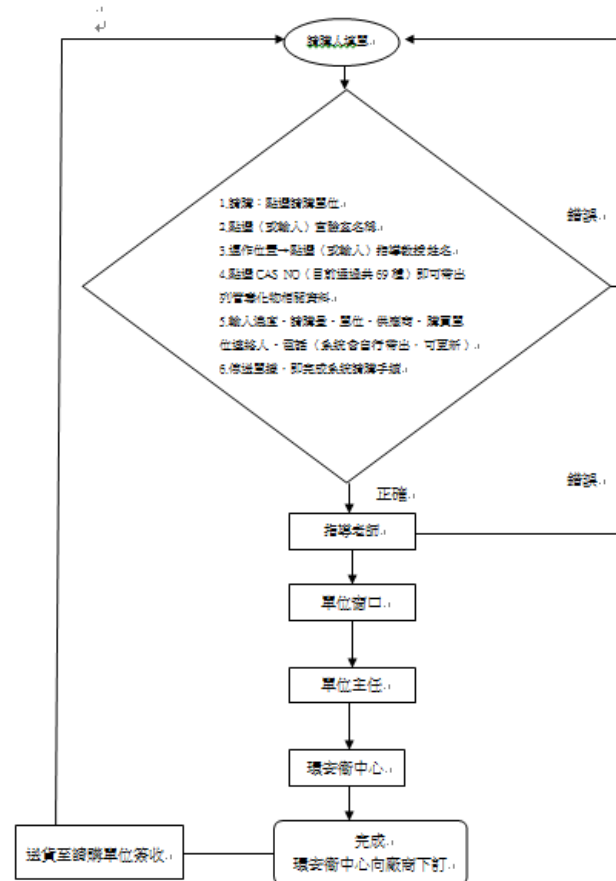 請購人填單
1.請購：點選請購單位
2.點選（或輸入）實驗室名稱
3.運作位置→點選（或輸入）指導教授姓名
4.點選 CAS NO（目前通過共 69 種）即可帶出
列管毒化物相關資料
5.輸入濃度、請購量、單位、供應商、購買單
位連絡人、電話（系統會自行帶出，可更新）
6.傳送單據，即完成系統請購手續
錯誤
錯誤
正確
指導老師
單位窗口
單位主任
環安衛中心
完成
環安衛中心向廠商下訂
送貨至請購單位簽收